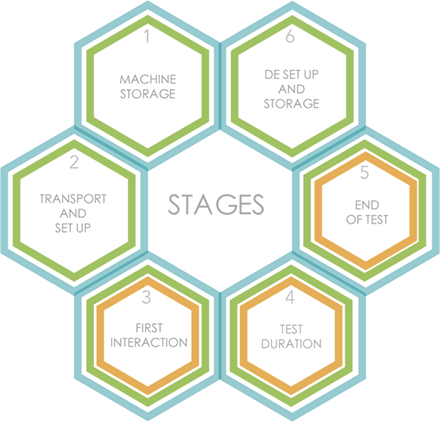 1
MACHINE
STORAGE
6
DE SET UP
AND
STORAGE
2
TRANSPORT
AND
SET UP
STAGES
5
END
OF TEST
3
FIRST
INTERACTION
4
TEST
DURATION